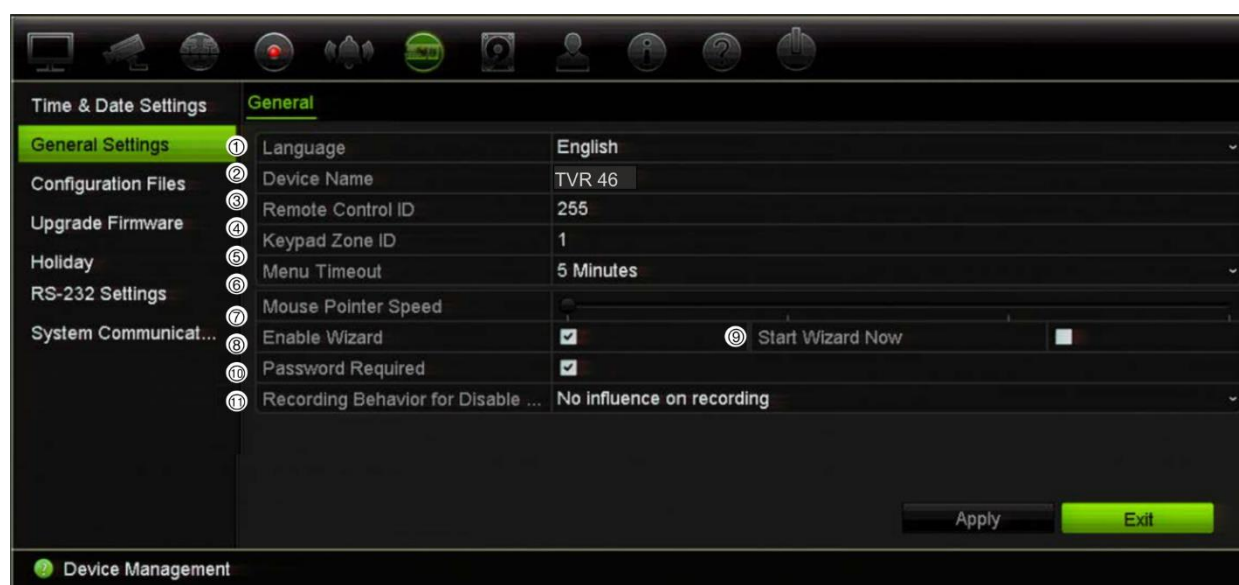 Time & Date Settings
General
General Settings
Configuration Files
Upgrade Firmware
Holiday
RS-232 Settings
System Communicat...
① Language English
② Device Name TVR 46
③ Remote Control ID 255
④ Keypad Zone ID 1
⑤ Menu Timeout 5 Minutes
⑥ Mouse Pointer Speed
⑦
⑧ Enable Wizard ⑨ Start Wizard Now
⑩ Password Required
⑪ Recording Behavior for Disable ... No influence on recording
Apply Exit
Device Management